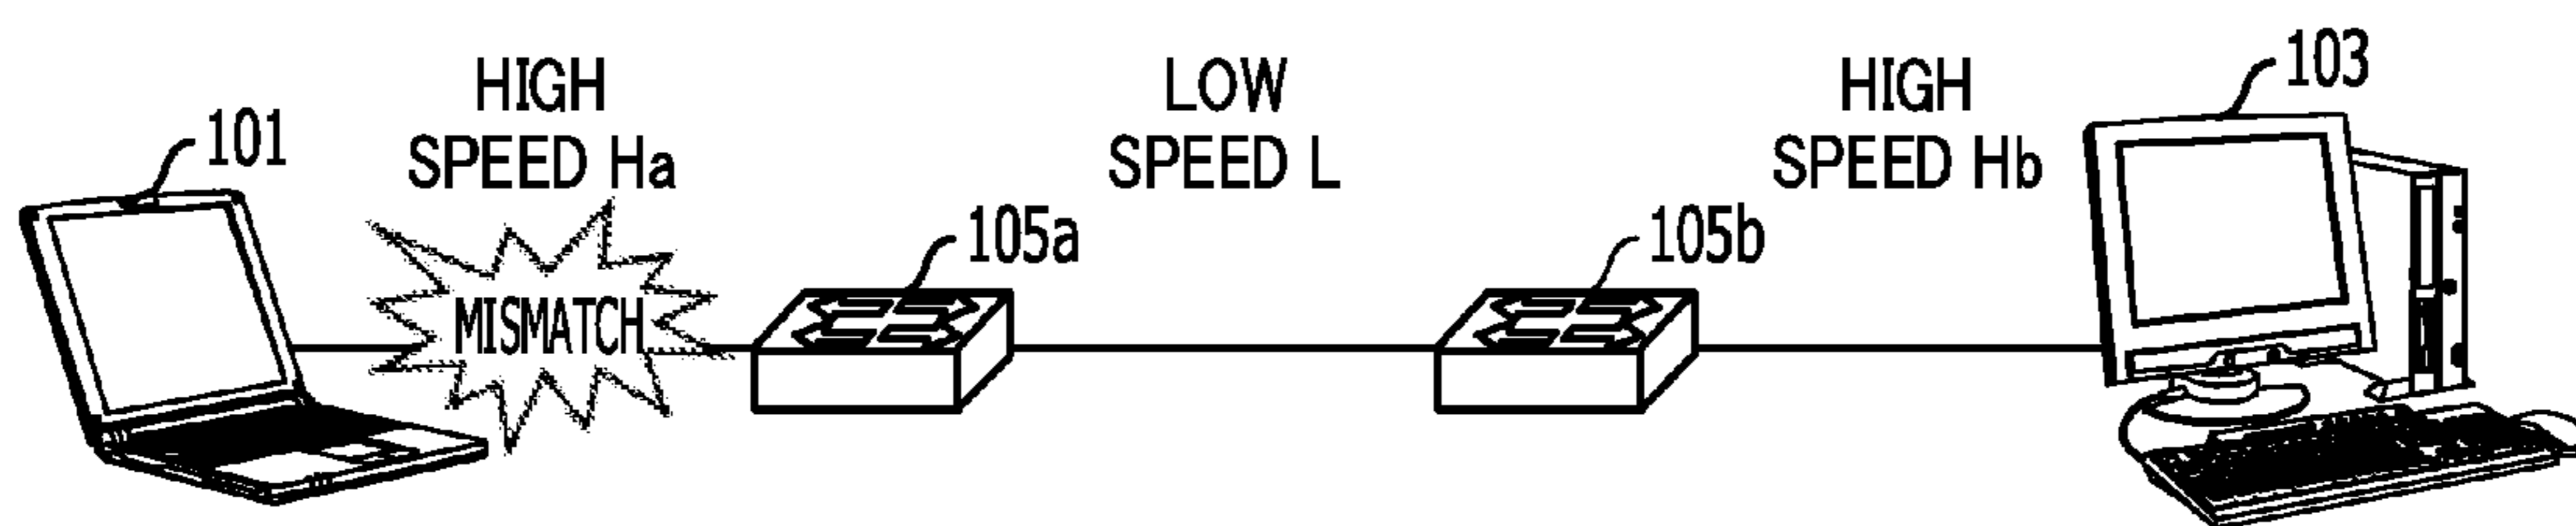 HIGH
SPEED Ha
LOW
SPEED L
HIGH
SPEED Hb
103
101
105a
105b
MISMATCH